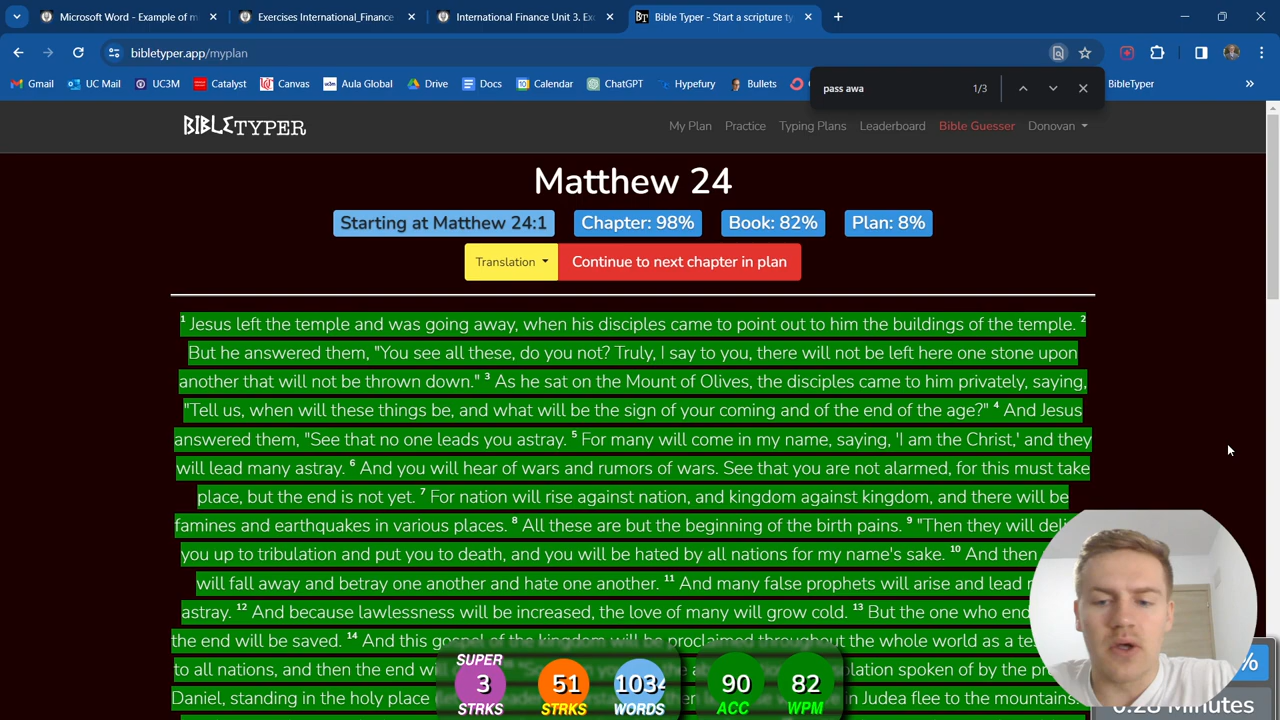 Microsoft Word - Example of m
Exercises International_Finance
International Finance Unit 3. Ex
Bible Typer - Start a scripture ty
bibletyper.app/myplan
Gmail
UC Mail
UC3M
Catalyst
Canvas
Aula Global
Drive
Docs
Calendar
ChatGPT
Hypefury
Bullets
BibleTyper
pass awa 1/3
BIBLETYPER
My Plan Practice Typing Plans Leaderboard Bible Guesser Donovan
Matthew 24
Starting at Matthew 24:1 Chapter: 98% Book: 82% Plan: 8%
Translation Continue to next chapter in plan
1 Jesus left the temple and was going away, when his disciples came to point out to him the buildings of the temple. 2
But he answered them, "You see all these, do you not? Truly, I say to you, there will not be left here one stone upon
another that will not be thrown down." 3 As he sat on the Mount of Olives, the disciples came to him privately, saying,
"Tell us, when will these things be, and what will be the sign of your coming and of the end of the age?" 4 And Jesus
answered them, "See that no one leads you astray. 5 For many will come in my name, saying, 'I am the Christ,' and they
will lead many astray. 6 And you will hear of wars and rumors of wars. See that you are not alarmed, for this must take
place, but the end is not yet. 7 For nation will rise against nation, and kingdom against kingdom, and there will be
famines and earthquakes in various places. 8 All these are but the beginning of the birth pains. 9 "Then they will deli
you up to tribulation and put you to death, and you will be hated by all nations for my name's sake. 10 And then
will fall away and betray one another and hate one another. 11 And many false prophets will arise and lead
astray. 12 And because lawlessness will be increased, the love of many will grow cold. 13 But the one who end
the end will be saved. 14 And this gospel of the kingdom will be proclaimed throughout the whole world as a te
to all nations, and then the end wi olation spoken of by the pr
Daniel, standing in the holy place in Judea flee to the mountains.
SUPER 3 STRKS
51 STRKS
1034 WORDS
90 ACC
82 WPM
%
0.28 Minutes